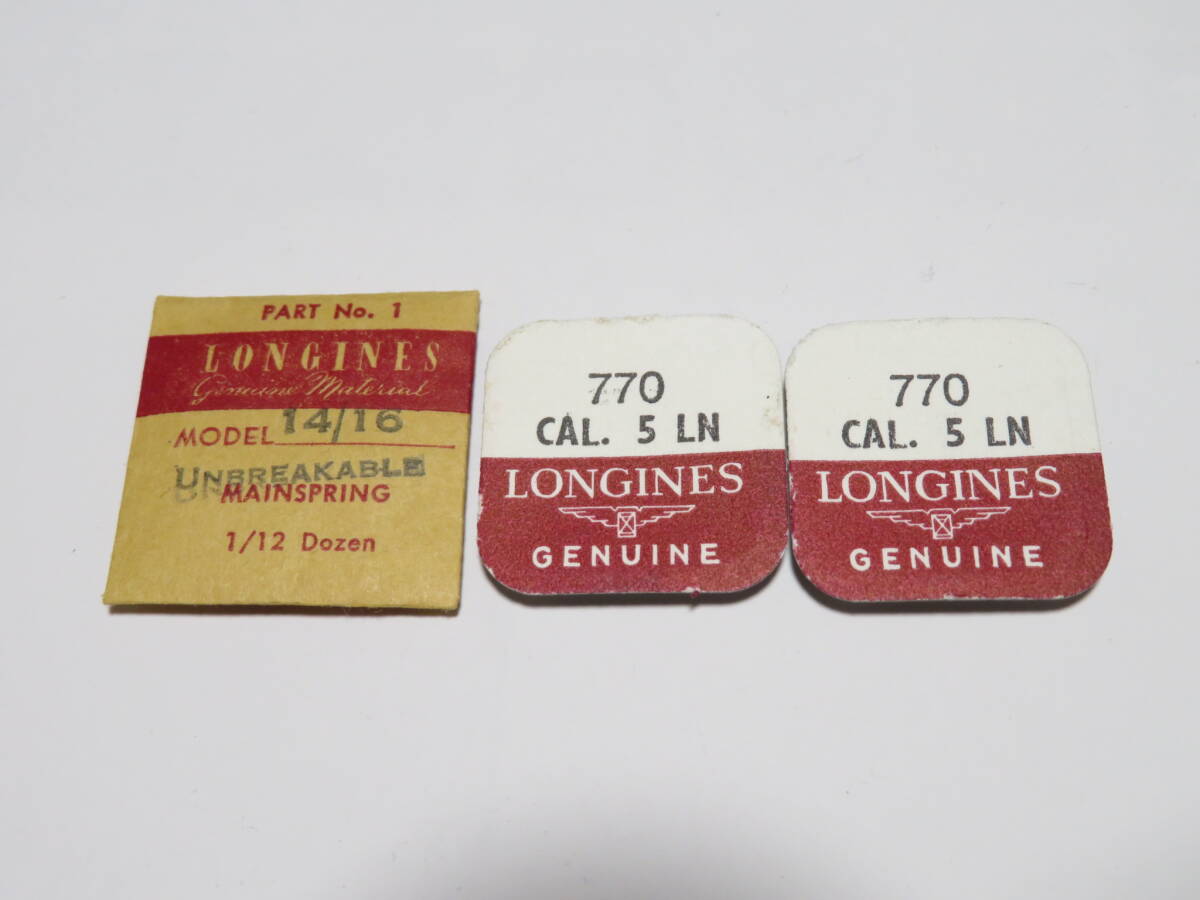 PART No. 1
LONGINES
Genuine Material
MODEL 14/16
UNBREAKABLE
MAINSPRING
1/12 Dozen
770
CAL. 5 LN
LONGINES
GENUINE
770
CAL. 5 LN
LONGINES
GENUINE